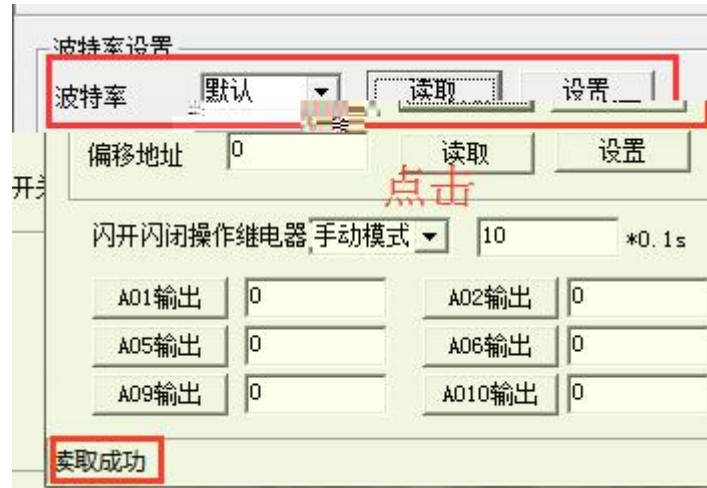 波特率设置
波特率 默认 读取 设置
偏移地址 0 读取 设置
点击
闪开闪闭操作继电器 手动模式 10 *0.1s
A01输出 0 A02输出 0
A05输出 0 A06输出 0
A09输出 0 A010输出 0
读取成功